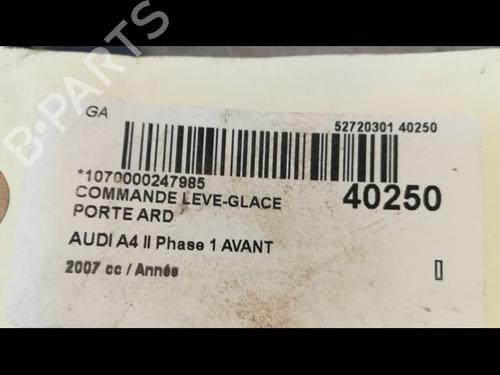 B-PARTS
GA
52720301 40250
*1070000247985
COMMANDE LEVE-GLACE
40250
PORTE ARD
AUDI A4 II Phase 1 AVANT
2007 cc / Année